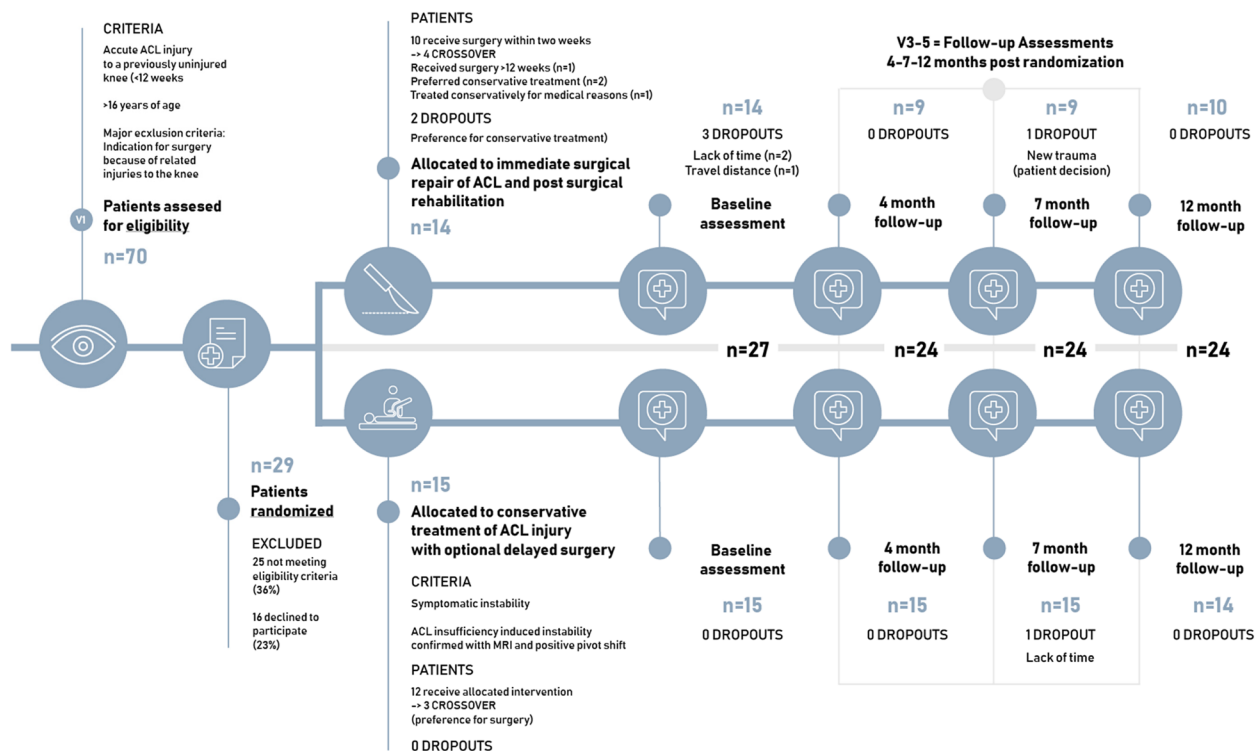 CRITERIA
Accute ACL injury
to a previously uninjured
knee (<12 weeks
>16 years of age
Major ecxlusion criteria:
Indication for surgery
because of related
injuries to the knee
V1
Patients assesed
for eligibility
n=70
n=29
Patients
randomized
EXCLUDED
25 not meeting
eligibility criteria
(36%)
16 declined to
participate
(23%)
PATIENTS
10 receive surgery within two weeks
-> 4 CROSSOVER
Received surgery >12 weeks (n=1)
Preferred conservative treatment (n=2)
Treated conservatively for medical reasons (n=1)
2 DROPOUTS
Preference for conservative treatment)
Allocated to immediate surgical
repair of ACL and post surgical
rehabilitation
n=14
n=15
Allocated to conservative
treatment of ACL injury
with optional delayed surgery
CRITERIA
Symptomatic instability
ACL insufficiency induced instability
confirmed witth MRI and positive pivot shift
PATIENTS
12 receive allocated intervention
-> 3 CROSSOVER
(preference for surgery)
0 DROPOUTS
V3-5 = Follow-up Assessments
4-7-12 months post randomization
n=14
3 DROPOUTS
Lack of time (n=2)
Travel distance (n=1)
Baseline
assessment
n=9
0 DROPOUTS
4 month
follow-up
n=9
1 DROPOUT
New trauma
(patient decision)
7 month
follow-up
n=10
0 DROPOUTS
12 month
follow-up
n=27
n=24
n=24
n=24
Baseline
assessment
n=15
0 DROPOUTS
4 month
follow-up
n=15
0 DROPOUTS
7 month
follow-up
n=15
1 DROPOUT
Lack of time
12 month
follow-up
n=14
0 DROPOUTS